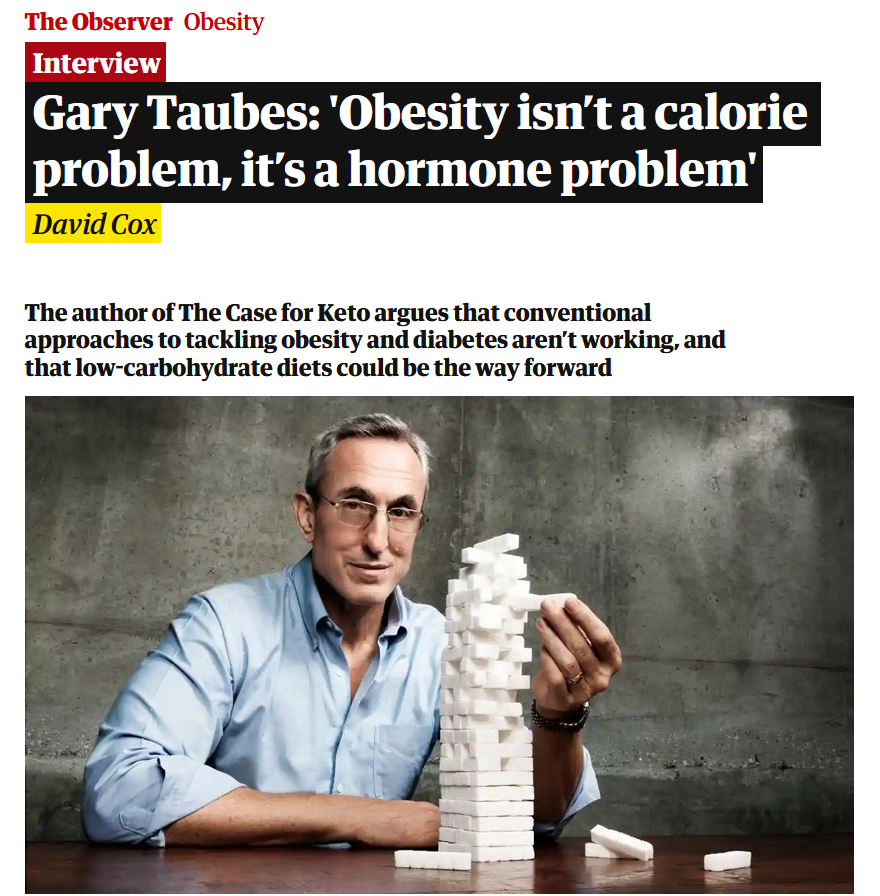 The Observer Obesity
Interview
Gary Taubes: 'Obesity isn’t a calorie
problem, it’s a hormone problem'
David Cox
The author of The Case for Keto argues that conventional
approaches to tackling obesity and diabetes aren’t working, and
that low-carbohydrate diets could be the way forward